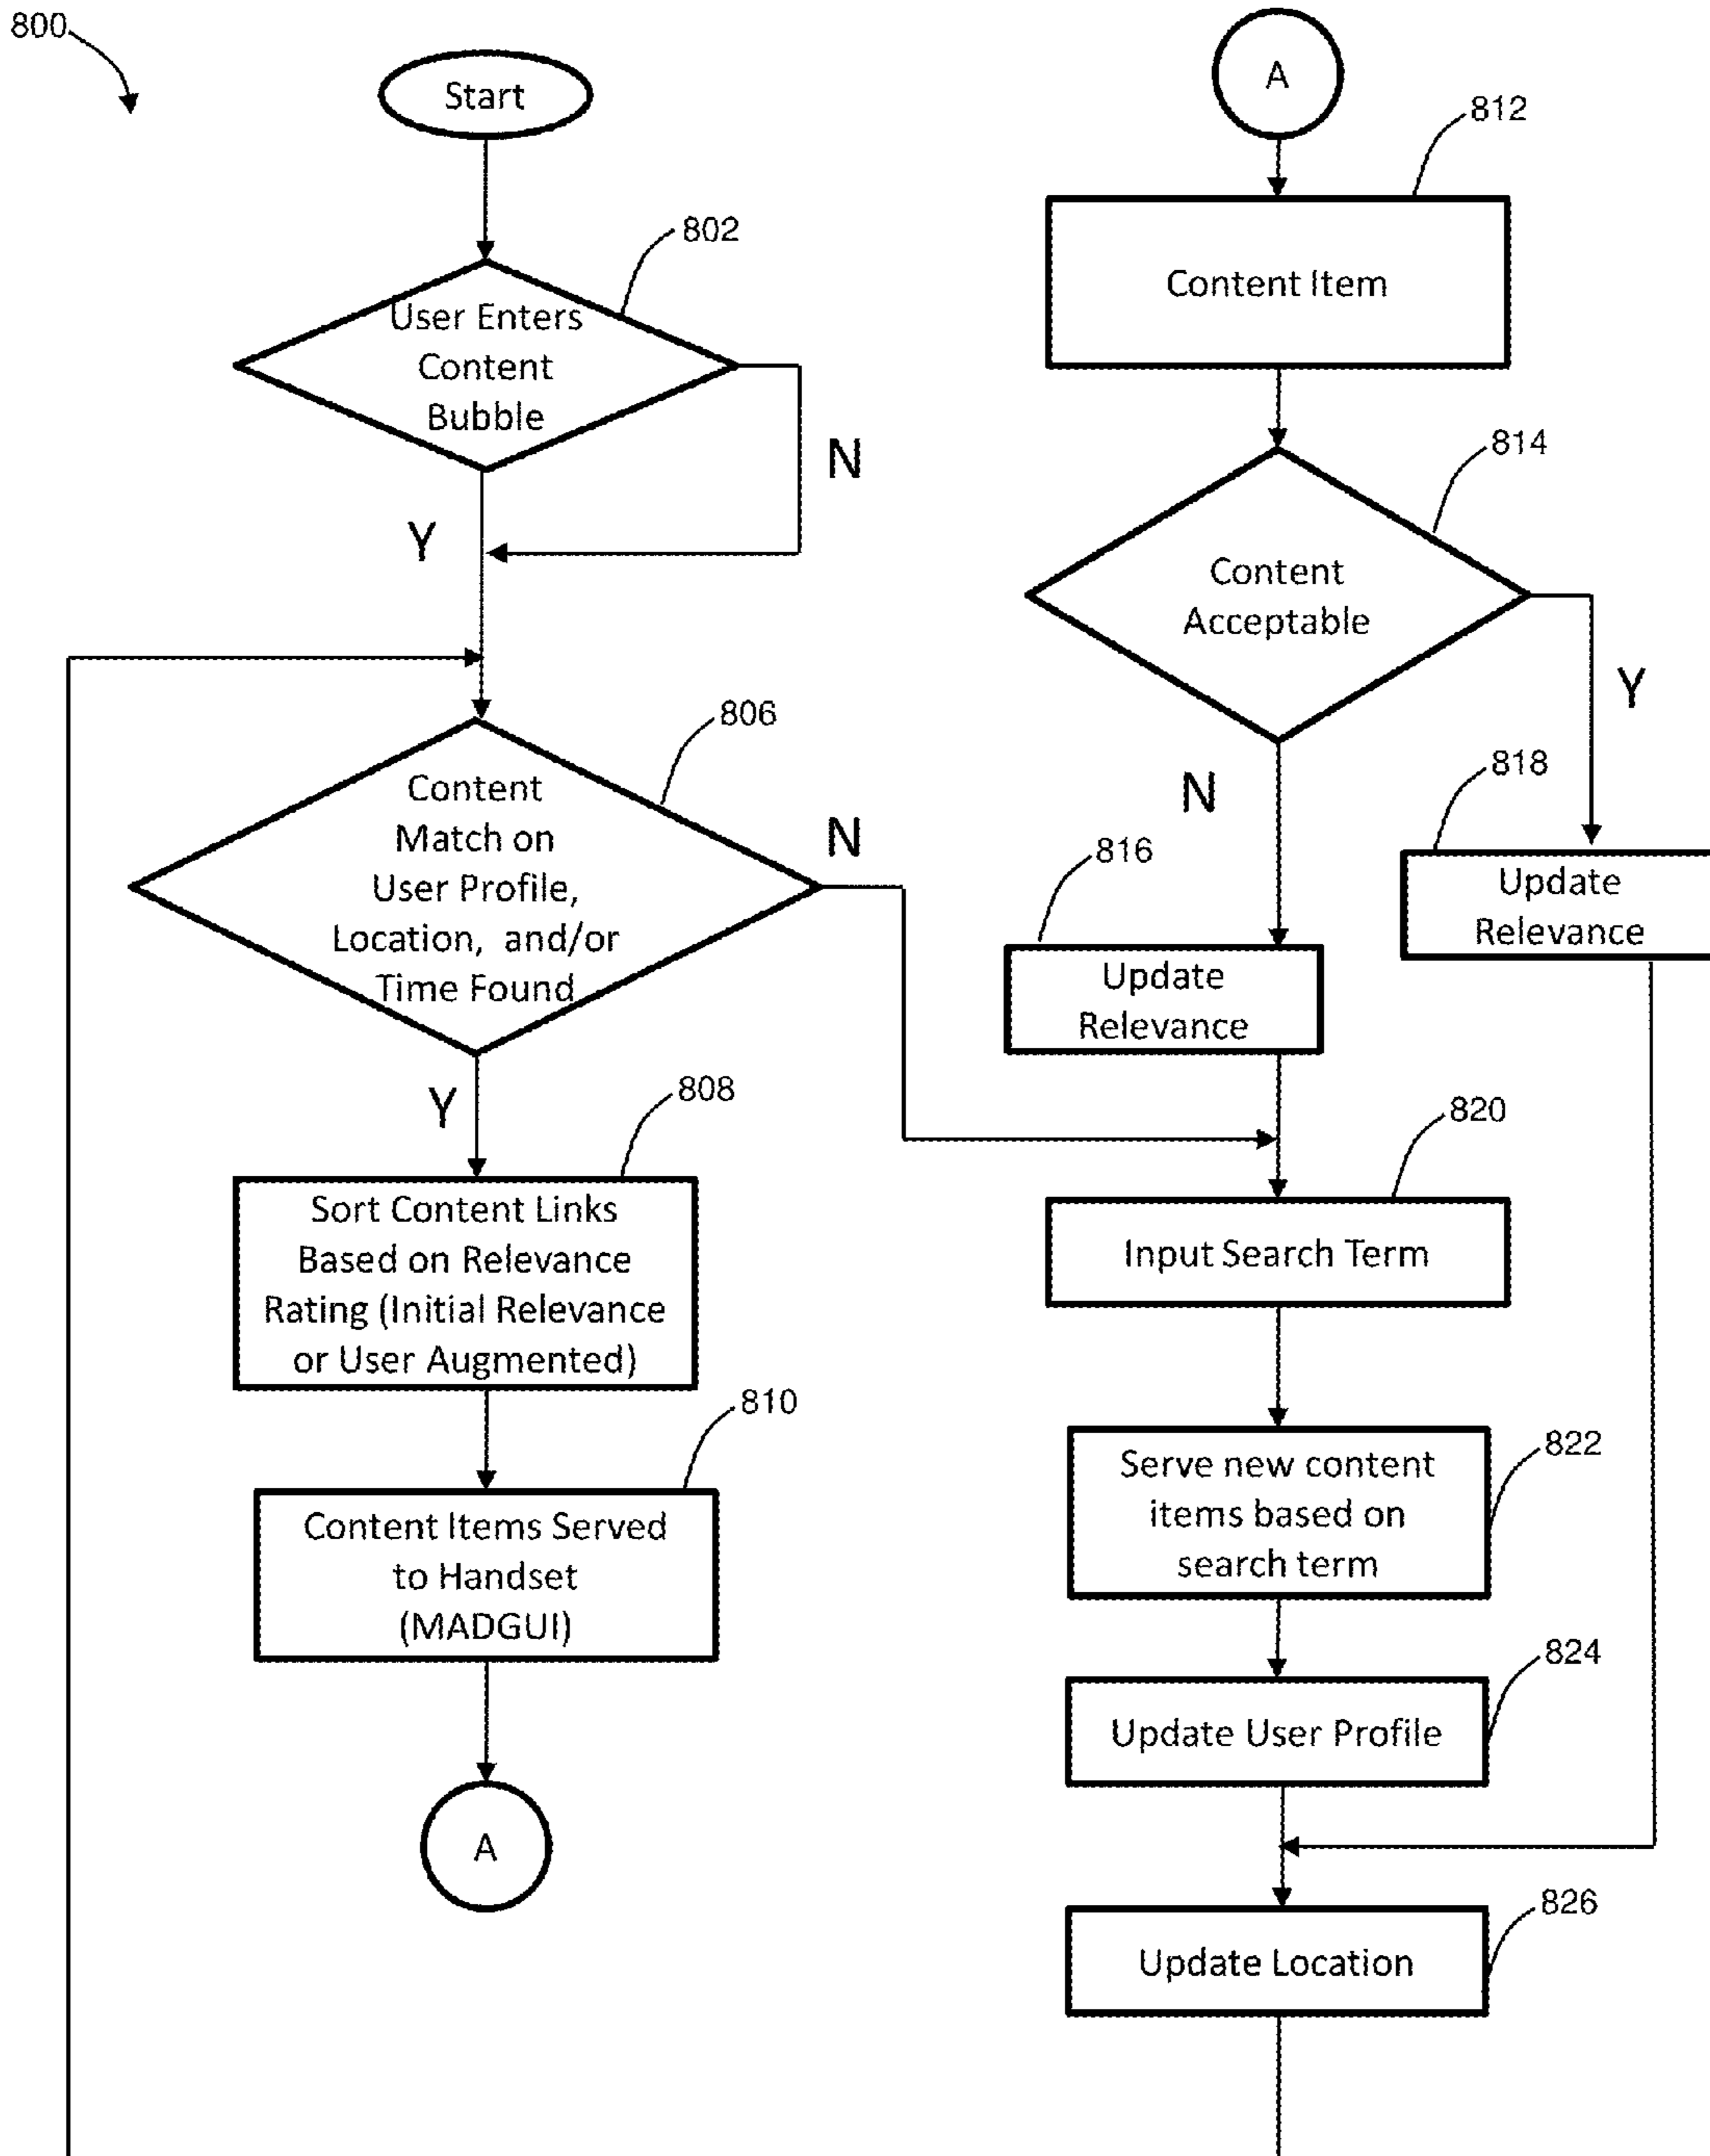 800
Start
802
User Enters
Content
Bubble
N
Y
806
Content
Match on
User Profile,
Location, and/or
Time Found
N
Y
808
Sort Content Links
Based on Relevance
Rating (Initial Relevance
or User Augmented)
810
Content Items Served
to Handset
(MADGUI)
A
A
812
Content Item
814
Content
Acceptable
Y
N
818
Update
Relevance
816
Update
Relevance
820
Input Search Term
822
Serve new content
items based on
search term
824
Update User Profile
826
Update Location